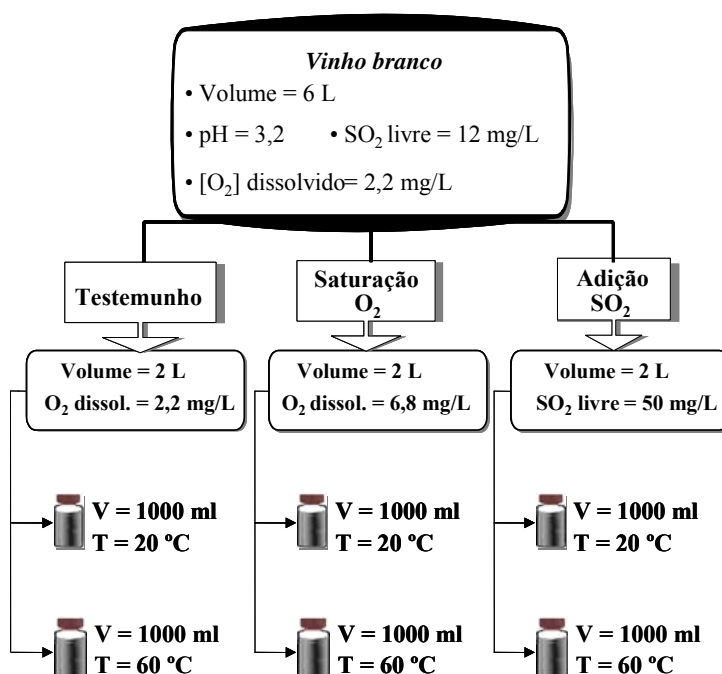 Vinho branco
• Volume = 6 L
• pH = 3,2 • SO₂ livre = 12 mg/L
• [O₂] dissolvido= 2,2 mg/L
Testemunho
Saturação
O₂
Adição
SO₂
Volume = 2 L
O₂ dissol. = 2,2 mg/L
Volume = 2 L
O₂ dissol. = 6,8 mg/L
Volume = 2 L
SO₂ livre = 50 mg/L
V = 1000 ml
T = 20 ºC
V = 1000 ml
T = 20 ºC
V = 1000 ml
T = 20 ºC
V = 1000 ml
T = 60 ºC
V = 1000 ml
T = 60 ºC
V = 1000 ml
T = 60 ºC